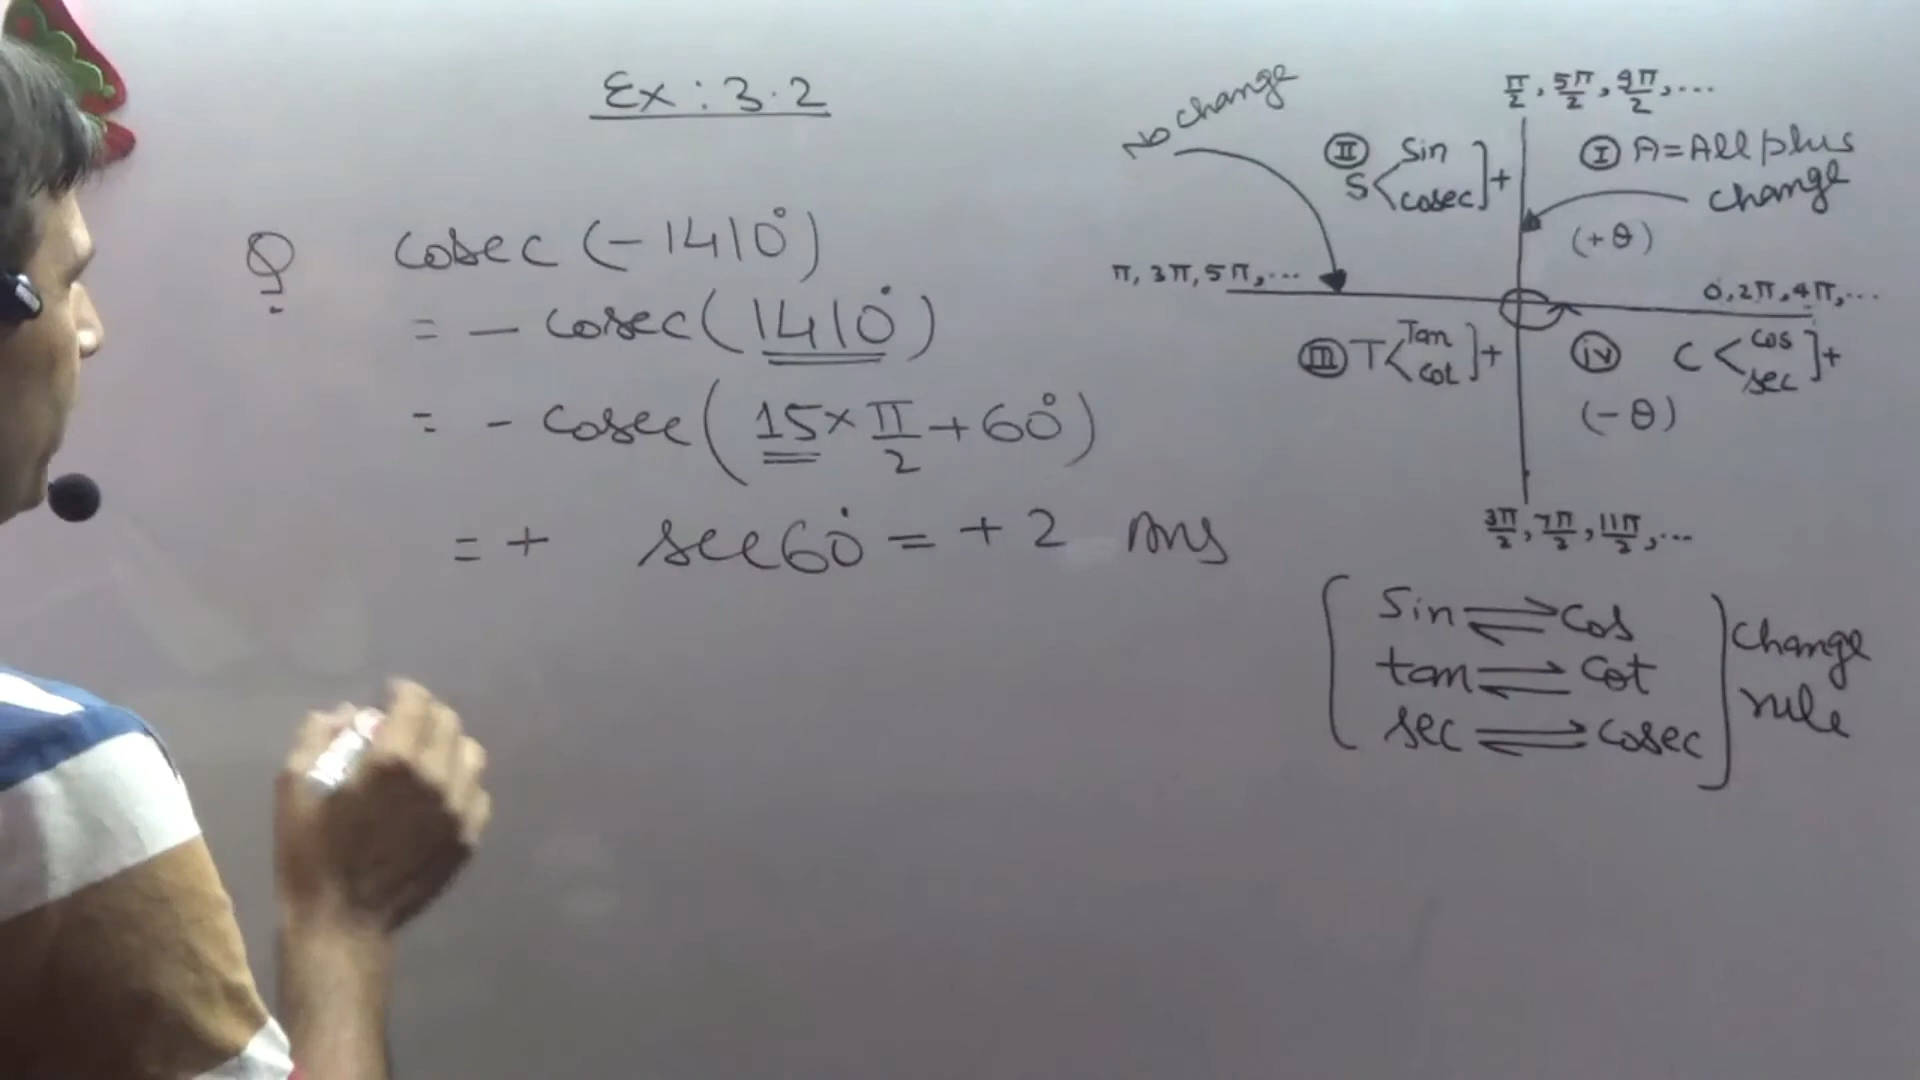 Ex : 3.2
Q cosec (-1410°)
= - cosec (1410°)
= - cosec (15 × π/2 + 60°)
= + sec 60° = + 2 Ans
No change
π/2, 5π/2, 9π/2, ...
II S < Sin cosec ] +
I A = All plus
change
(+θ)
π, 3π, 5π, ...
0, 2π, 4π, ...
III T < Tan cot ] +
iv C < cos sec ] +
(-θ)
3π/2, 7π/2, 11π/2, ...
Sin ⇌ cos
tan ⇌ cot
sec ⇌ cosec
change
rule